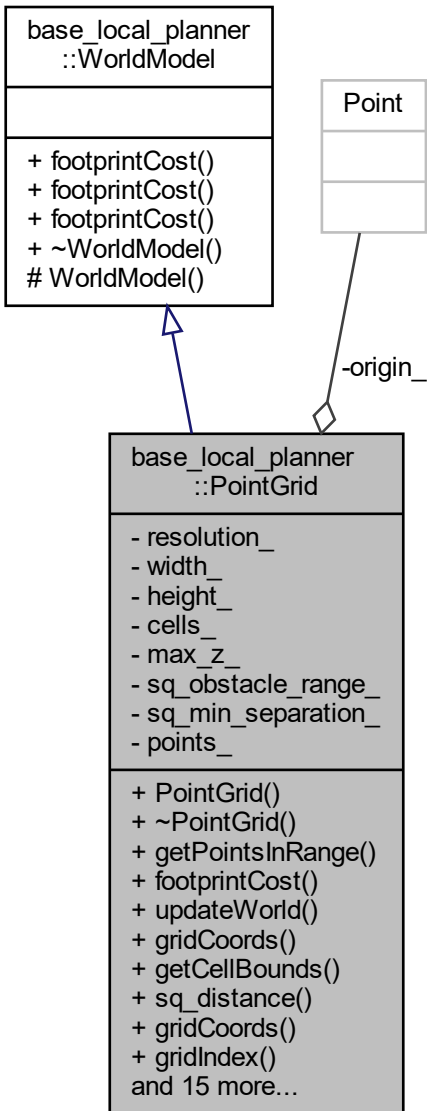 base_local_planner
::WorldModel
+ footprintCost()
+ footprintCost()
+ footprintCost()
+ ~WorldModel()
# WorldModel()
Point
-origin_
base_local_planner
::PointGrid
- resolution_
- width_
- height_
- cells_
- max_z_
- sq_obstacle_range_
- sq_min_separation_
- points_
+ PointGrid()
+ ~PointGrid()
+ getPointsInRange()
+ footprintCost()
+ updateWorld()
+ gridCoords()
+ getCellBounds()
+ sq_distance()
+ gridCoords()
+ gridIndex()
and 15 more...